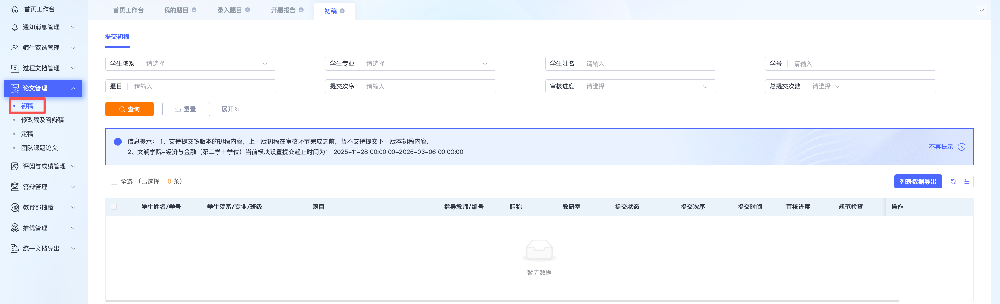 首页工作台
通知消息管理
师生双选管理
过程文档管理
论文管理
初稿
修改稿及答辩稿
定稿
团队课题论文
评阅与成绩管理
答辩管理
教育部抽检
推优管理
统一文档导出
首页工作台 我的题目 录入题目 开题报告 初稿
提交初稿
学生院系 请选择 学生专业 请选择 学生姓名 请输入 学号 请输入
题目 请输入 提交次序 请输入 审核进度 请选择 总提交次数 请选择
查询 重置 展开
信息提示： 1、支持提交多版本的初稿内容，上一版初稿在审核环节完成之前，暂不支持提交下一版本初稿内容。
2、文澜学院-经济与金融（第二学士学位）当前模块设置提交起止时间为： 2025-11-28 00:00:00-2026-03-06 00:00:00
不再提示
全选 （已选择： 0 条）
列表数据导出
学生姓名/学号 学生院系/专业/班级 题目 指导教师/编号 职称 教研室 提交状态 提交次序 提交时间 审核进度 规范检查 操作
暂无数据